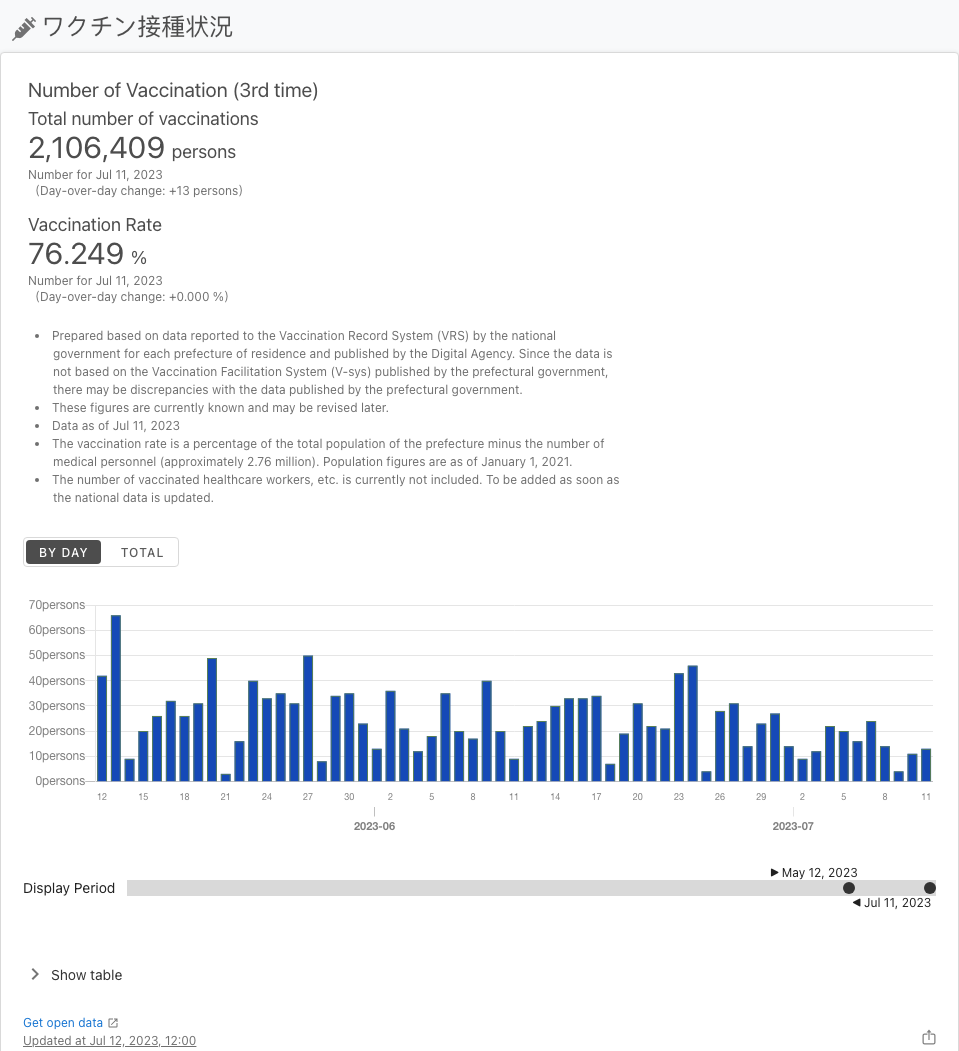 ワクチン接種状況
Number of Vaccination (3rd time)
Total number of vaccinations
2,106,409 persons
Number for Jul 11, 2023
(Day-over-day change: +13 persons)
Vaccination Rate
76.249 %
Number for Jul 11, 2023
(Day-over-day change: +0.000 %)
• Prepared based on data reported to the Vaccination Record System (VRS) by the national
government for each prefecture of residence and published by the Digital Agency. Since the data is
not based on the Vaccination Facilitation System (V-sys) published by the prefectural government,
there may be discrepancies with the data published by the prefectural government.
• These figures are currently known and may be revised later.
• Data as of Jul 11, 2023
• The vaccination rate is a percentage of the total population of the prefecture minus the number of
medical personnel (approximately 2.76 million). Population figures are as of January 1, 2021.
• The number of vaccinated healthcare workers, etc. is currently not included. To be added as soon as
the national data is updated.
BY DAY TOTAL
70persons
60persons
50persons
40persons
30persons
20persons
10persons
0persons
12 15 18 21 24 27 30 2 5 8 11 14 17 20 23 26 29 2 5 8 11
2023-06 2023-07
▶ May 12, 2023
Display Period
◀ Jul 11, 2023
Show table
Get open data
Updated at Jul 12, 2023, 12:00